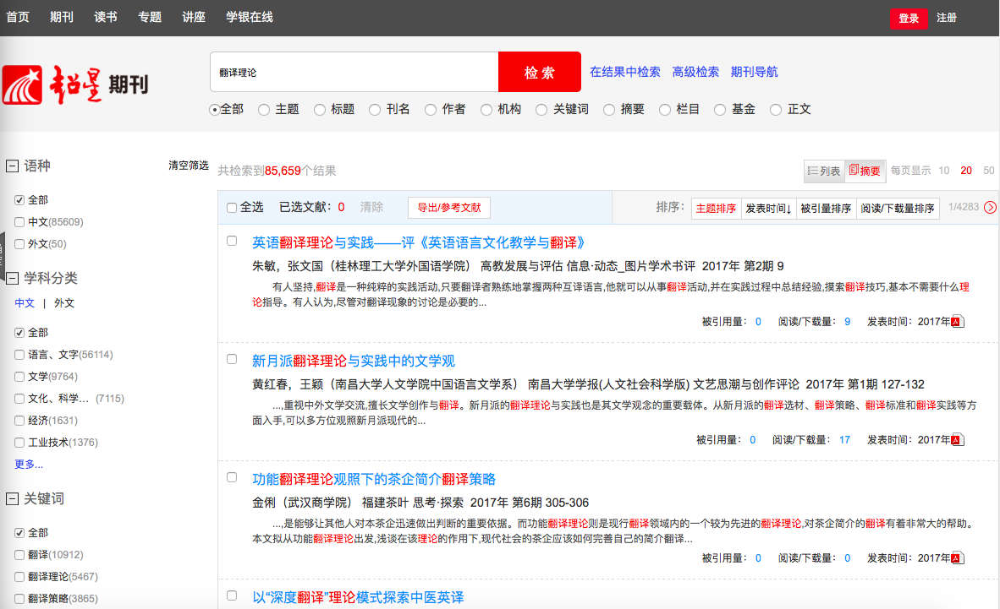 首页 期刊 读书 专题 讲座 学银在线 登录 注册
超星 期刊
翻译理论 检 索 在结果中检索 高级检索 期刊导航
全部 主题 标题 刊名 作者 机构 关键词 摘要 栏目 基金 正文
语种 清空筛选
全部
中文(85609)
外文(50)
学科分类
中文 | 外文
全部
语言、文字(56114)
文学(9764)
文化、科学... (7115)
经济(1631)
工业技术(1376)
更多...
关键词
全部
翻译(10912)
翻译理论(5467)
翻译策略(3865)
共检索到85,659个结果 列表 摘要 每页显示 10 20 50
全选 已选文献：0 清除 导出/参考文献 排序： 主题排序 发表时间↓ 被引量排序 阅读/下载量排序 1/4283
英语翻译理论与实践——评《英语语言文化教学与翻译》
朱敏，张文国（桂林理工大学外国语学院） 高教发展与评估 信息·动态_图片学术书评 2017年 第2期 9
有人坚持,翻译是一种纯粹的实践活动,只要翻译者熟练地掌握两种互译语言,他就可以从事翻译活动,并在实践过程中总结经验,摸索翻译技巧,基本不需要什么理
论指导。有人认为,尽管对翻译现象的讨论是必要的...
被引用量： 0 阅读/下载量： 9 发表时间：2017年
新月派翻译理论与实践中的文学观
黄红春，王颖（南昌大学人文学院中国语言文学系） 南昌大学学报(人文社会科学版) 文艺思潮与创作评论 2017年 第1期 127-132
...,重视中外文学交流,擅长文学创作与翻译。新月派的翻译理论与实践也是其文学观念的重要载体。从新月派的翻译选材、翻译策略、翻译标准和翻译实践等方
面入手,可以多方位观照新月派现代的...
被引用量： 0 阅读/下载量： 17 发表时间：2017年
功能翻译理论观照下的茶企简介翻译策略
金俐（武汉商学院） 福建茶叶 思考·探索 2017年 第6期 305-306
...,是能够让其他人对本茶企迅速做出判断的重要依据。而功能翻译理论则是现行翻译领域内的一个较为先进的翻译理论,对茶企简介的翻译有着非常大的帮助。
本文拟从功能翻译理论出发,浅谈在该理论的作用下,现代社会的茶企应该如何完善自己的简介翻译...
被引用量： 0 阅读/下载量： 0 发表时间：2017年
以“深度翻译”理论模式探索中医英译